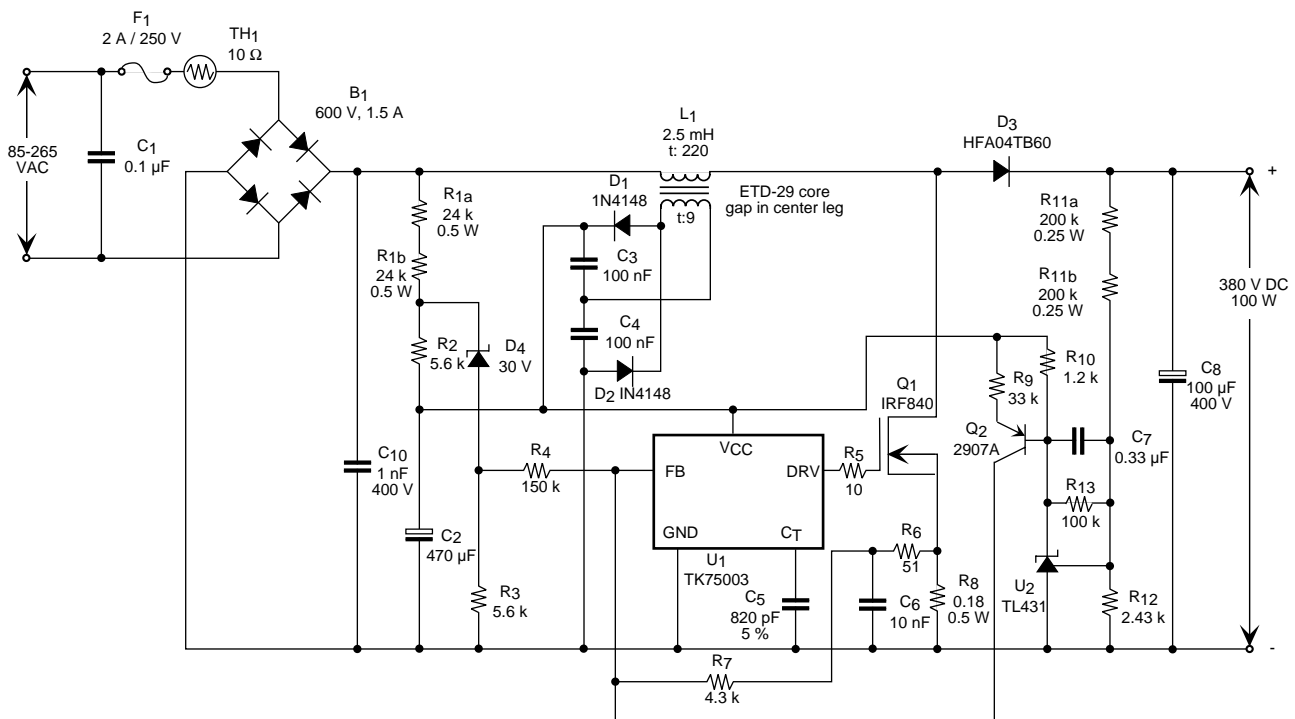 F1
2 A / 250 V
TH1
10 Ω
B1
600 V, 1.5 A
85-265
VAC
C1
0.1 µF
R1a
24 k
0.5 W
R1b
24 k
0.5 W
R2
5.6 k
D4
30 V
C10
1 nF
400 V
C2
470 µF
R3
5.6 k
R4
150 k
L1
2.5 mH
t: 220
ETD-29 core
gap in center leg
t:9
D1
1N4148
C3
100 nF
C4
100 nF
D2 IN4148
VCC
FB
DRV
GND
CT
U1
TK75003
C5
820 pF
5 %
R5
10
Q1
IRF840
R6
51
C6
10 nF
R8
0.18
0.5 W
R7
4.3 k
D3
HFA04TB60
R11a
200 k
0.25 W
R11b
200 k
0.25 W
R9
33 k
R10
1.2 k
Q2
2907A
C7
0.33 µF
R13
100 k
U2
TL431
R12
2.43 k
C8
100 µF
400 V
+
380 V DC
100 W
-